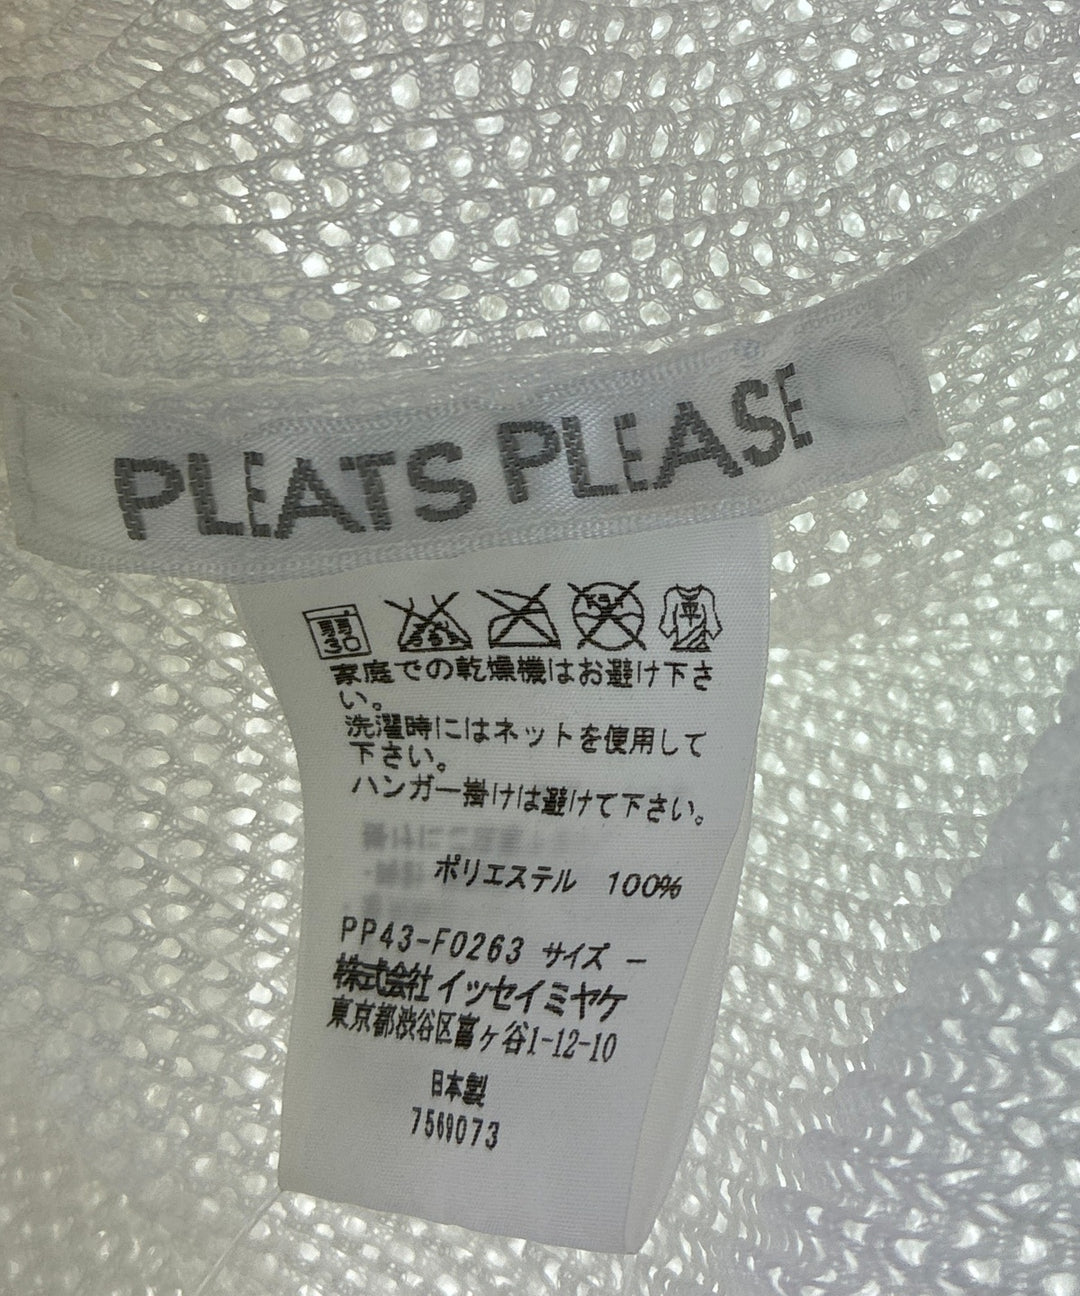 PLEATS PLEASE
弱
30
家庭での乾燥機はお避け下さ
い。
洗濯時にはネットを使用して
下さい。
ハンガー掛けは避けて下さい。
ポリエステル 100%
PP43-F0263 サイズ －
株式会社イッセイミヤケ
東京都渋谷区富ヶ谷1-12-10
日本製
7569073